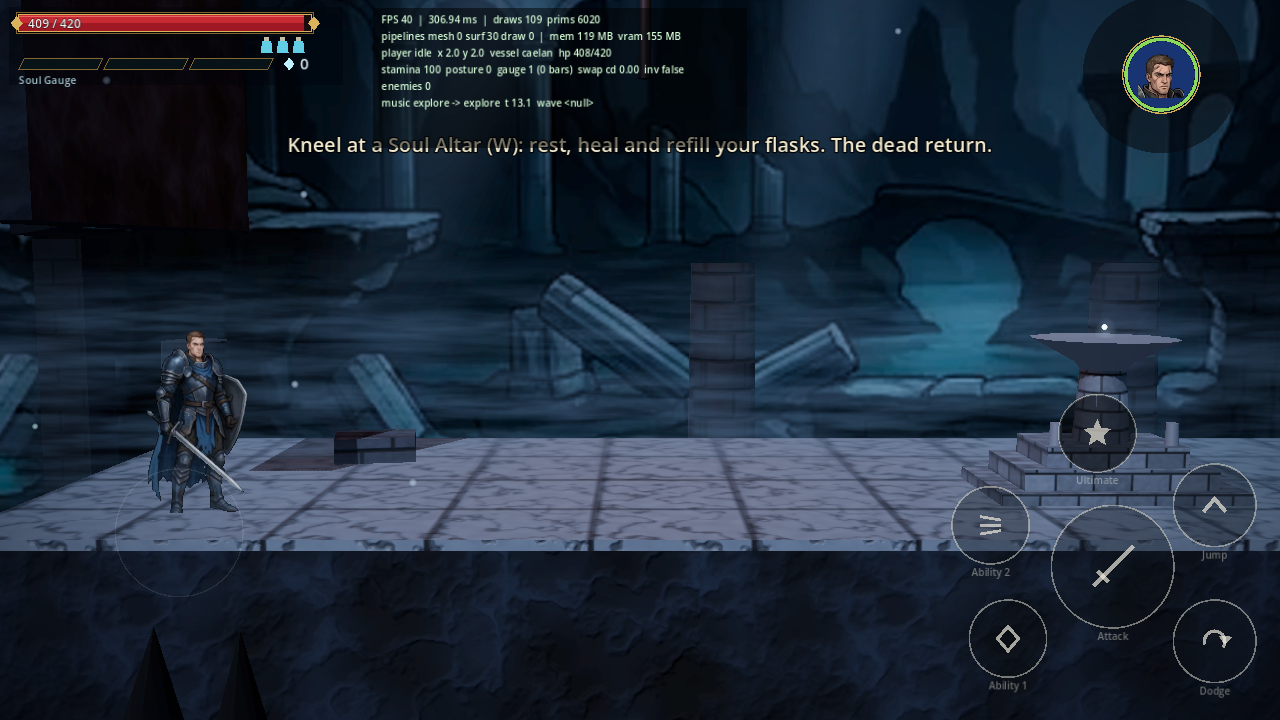 409 / 420
0
Soul Gauge
FPS 40 | 306.94 ms | draws 109 prims 6020
pipelines mesh 0 surf 30 draw 0 | mem 119 MB vram 155 MB
player idle x 2.0 y 2.0 vessel caelan hp 408/420
stamina 100 posture 0 gauge 1 (0 bars) swap cd 0.00 inv false
enemies 0
music explore -> explore t 13.1 wave <null>
Kneel at a Soul Altar (W): rest, heal and refill your flasks. The dead return.
Ultimate
Jump
Ability 2
Attack
Ability 1
Dodge